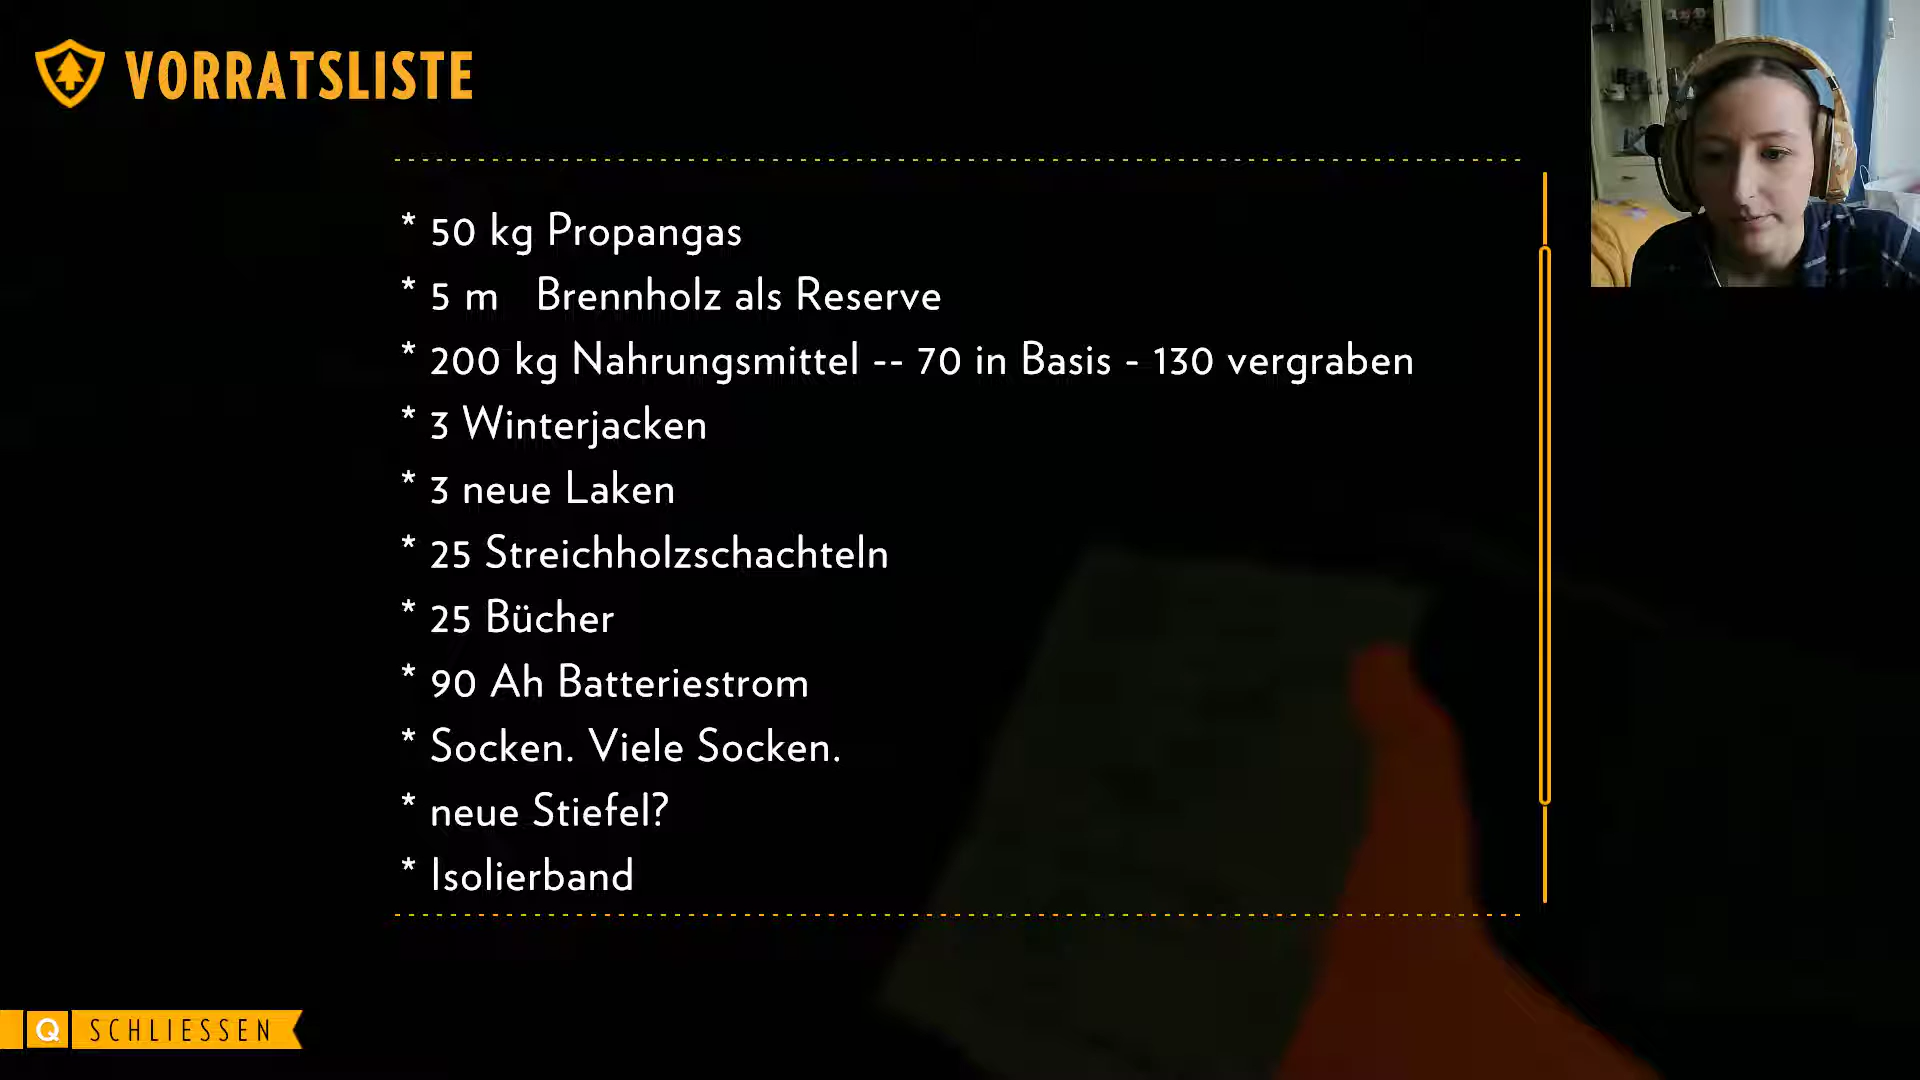 VORRATSLISTE
* 50 kg Propangas
* 5 m   Brennholz als Reserve
* 200 kg Nahrungsmittel -- 70 in Basis - 130 vergraben
* 3 Winterjacken
* 3 neue Laken
* 25 Streichholzschachteln
* 25 Bücher
* 90 Ah Batteriestrom
* Socken. Viele Socken.
* neue Stiefel?
* Isolierband
Q SCHLIESSEN